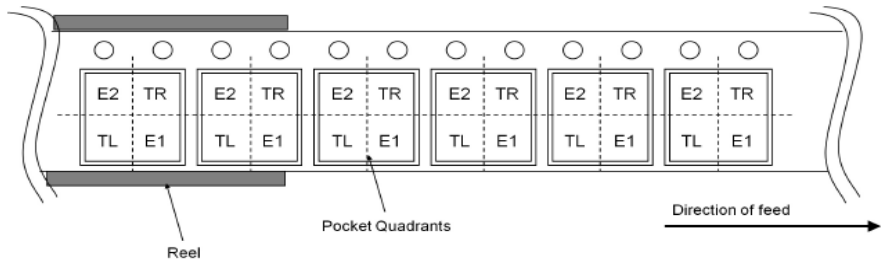 E2 TR E2 TR E2 TR E2 TR E2 TR E2 TR
TL E1 TL E1 TL E1 TL E1 TL E1 TL E1
Direction of feed
Pocket Quadrants
Reel